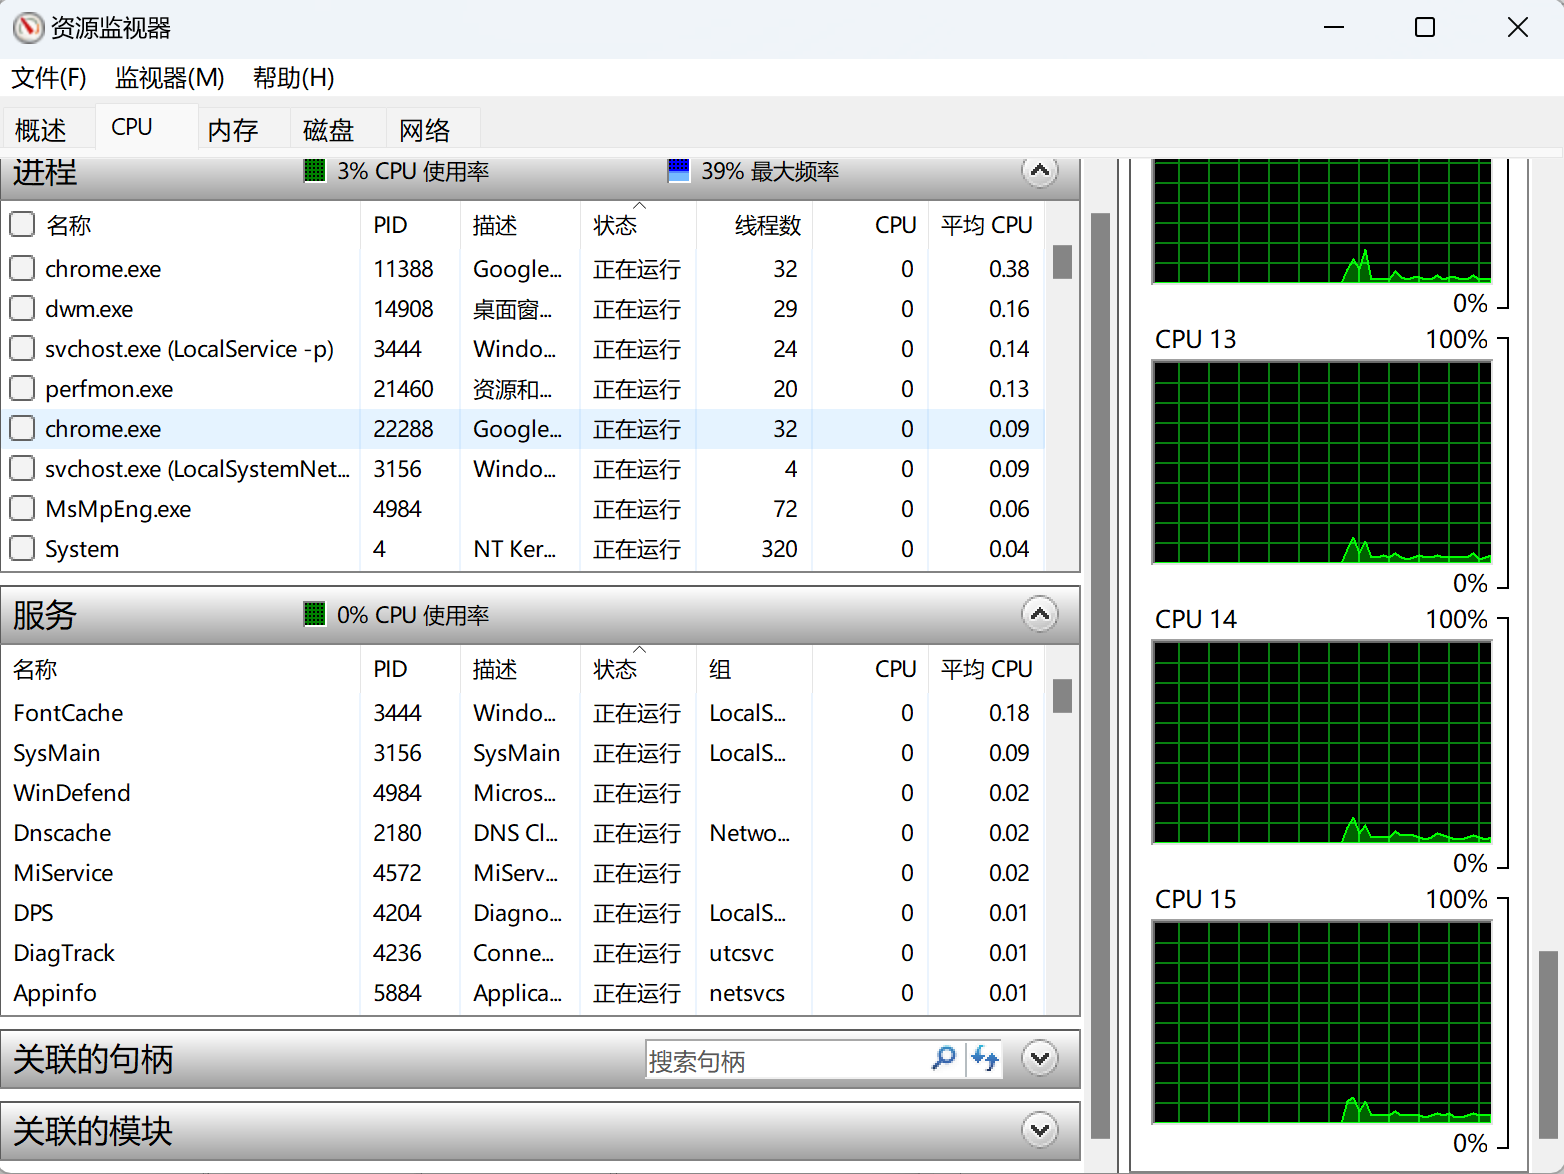 资源监视器
文件(F) 监视器(M) 帮助(H)
概述 CPU 内存 磁盘 网络
进程 3% CPU 使用率 39% 最大频率
名称 PID 描述 状态 线程数 CPU 平均 CPU
chrome.exe 11388 Google... 正在运行 32 0 0.38
dwm.exe 14908 桌面窗... 正在运行 29 0 0.16
svchost.exe (LocalService -p) 3444 Windo... 正在运行 24 0 0.14
perfmon.exe 21460 资源和... 正在运行 20 0 0.13
chrome.exe 22288 Google... 正在运行 32 0 0.09
svchost.exe (LocalSystemNet... 3156 Windo... 正在运行 4 0 0.09
MsMpEng.exe 4984 正在运行 72 0 0.06
System 4 NT Ker... 正在运行 320 0 0.04
服务 0% CPU 使用率
名称 PID 描述 状态 组 CPU 平均 CPU
FontCache 3444 Windo... 正在运行 LocalS... 0 0.18
SysMain 3156 SysMain 正在运行 LocalS... 0 0.09
WinDefend 4984 Micros... 正在运行 0 0.02
Dnscache 2180 DNS Cl... 正在运行 Netwo... 0 0.02
MiService 4572 MiServ... 正在运行 0 0.02
DPS 4204 Diagno... 正在运行 LocalS... 0 0.01
DiagTrack 4236 Conne... 正在运行 utcsvc 0 0.01
Appinfo 5884 Applica... 正在运行 netsvcs 0 0.01
关联的句柄 搜索句柄
关联的模块
0%
CPU 13 100%
0%
CPU 14 100%
0%
CPU 15 100%
0%